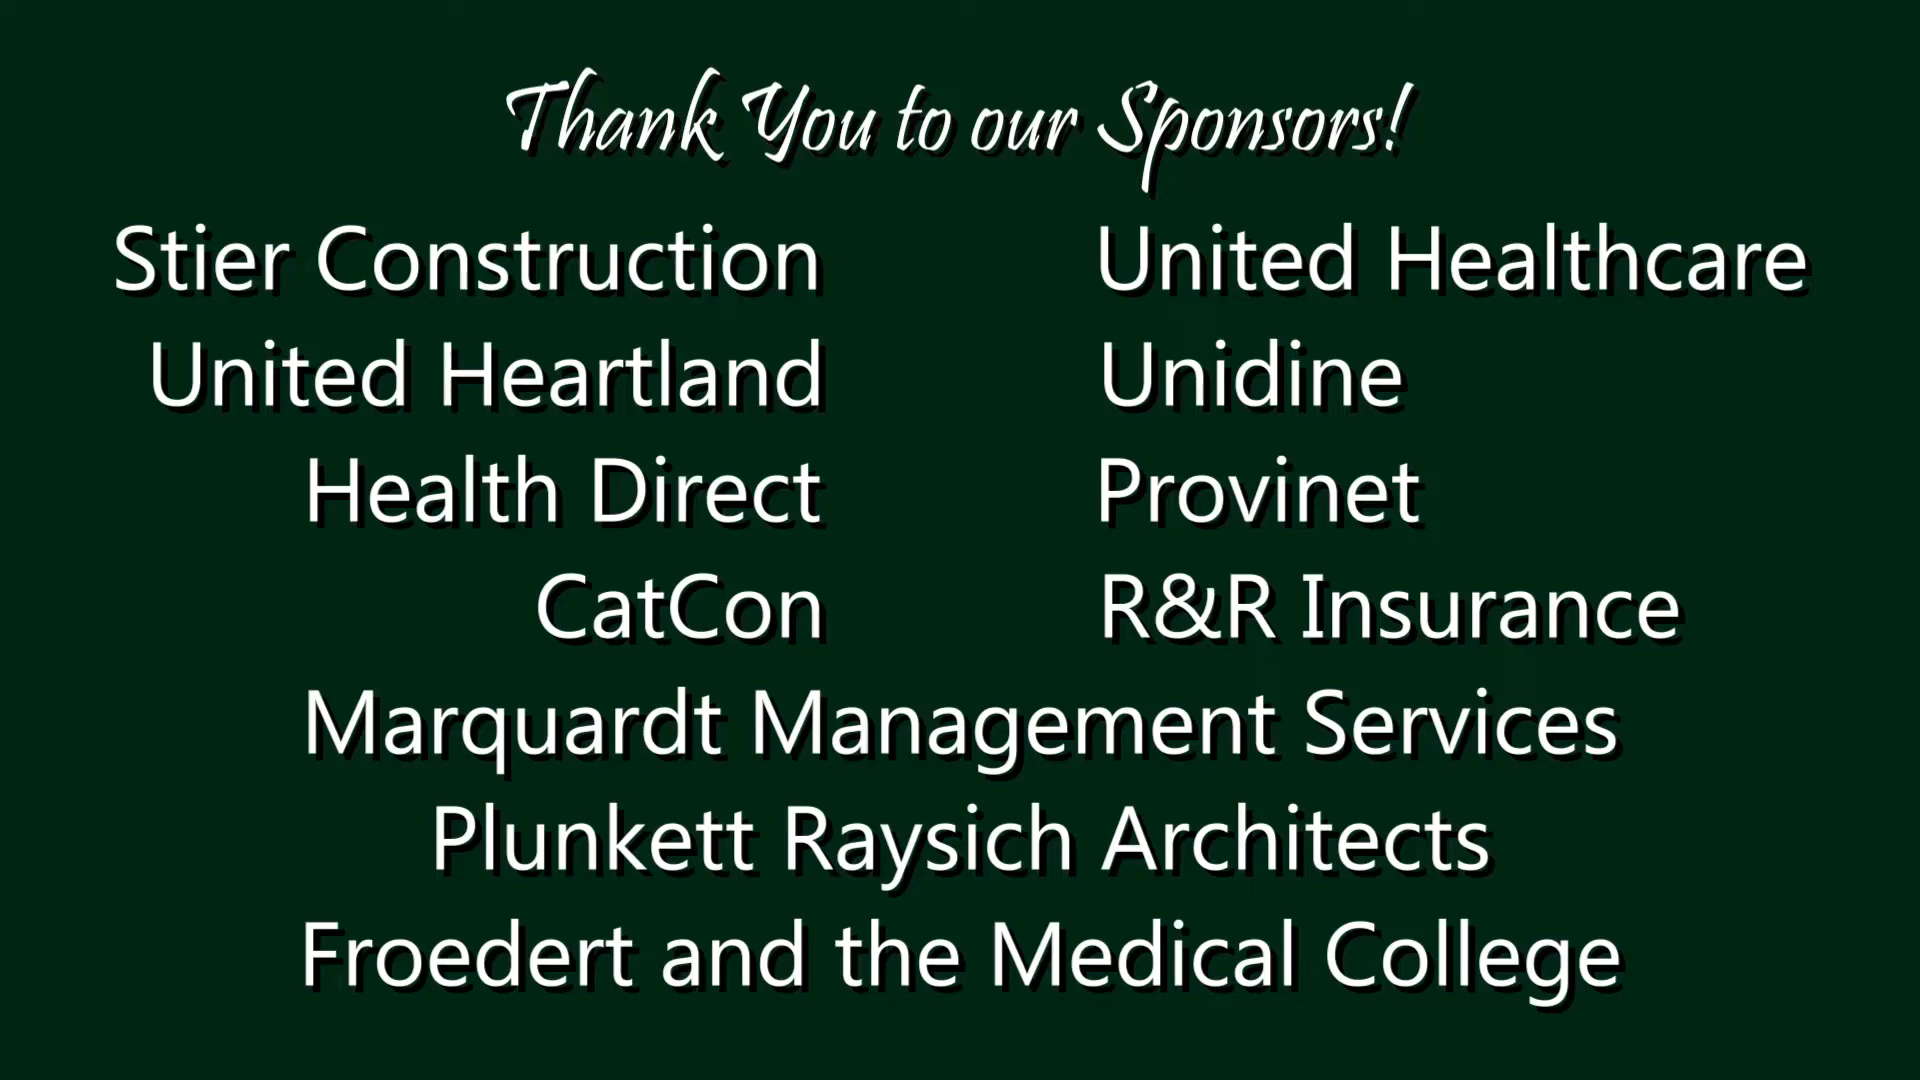 Thank You to our Sponsors!
Stier Construction United Healthcare
United Heartland Unidine
Health Direct Provinet
CatCon R&R Insurance
Marquardt Management Services
Plunkett Raysich Architects
Froedert and the Medical College